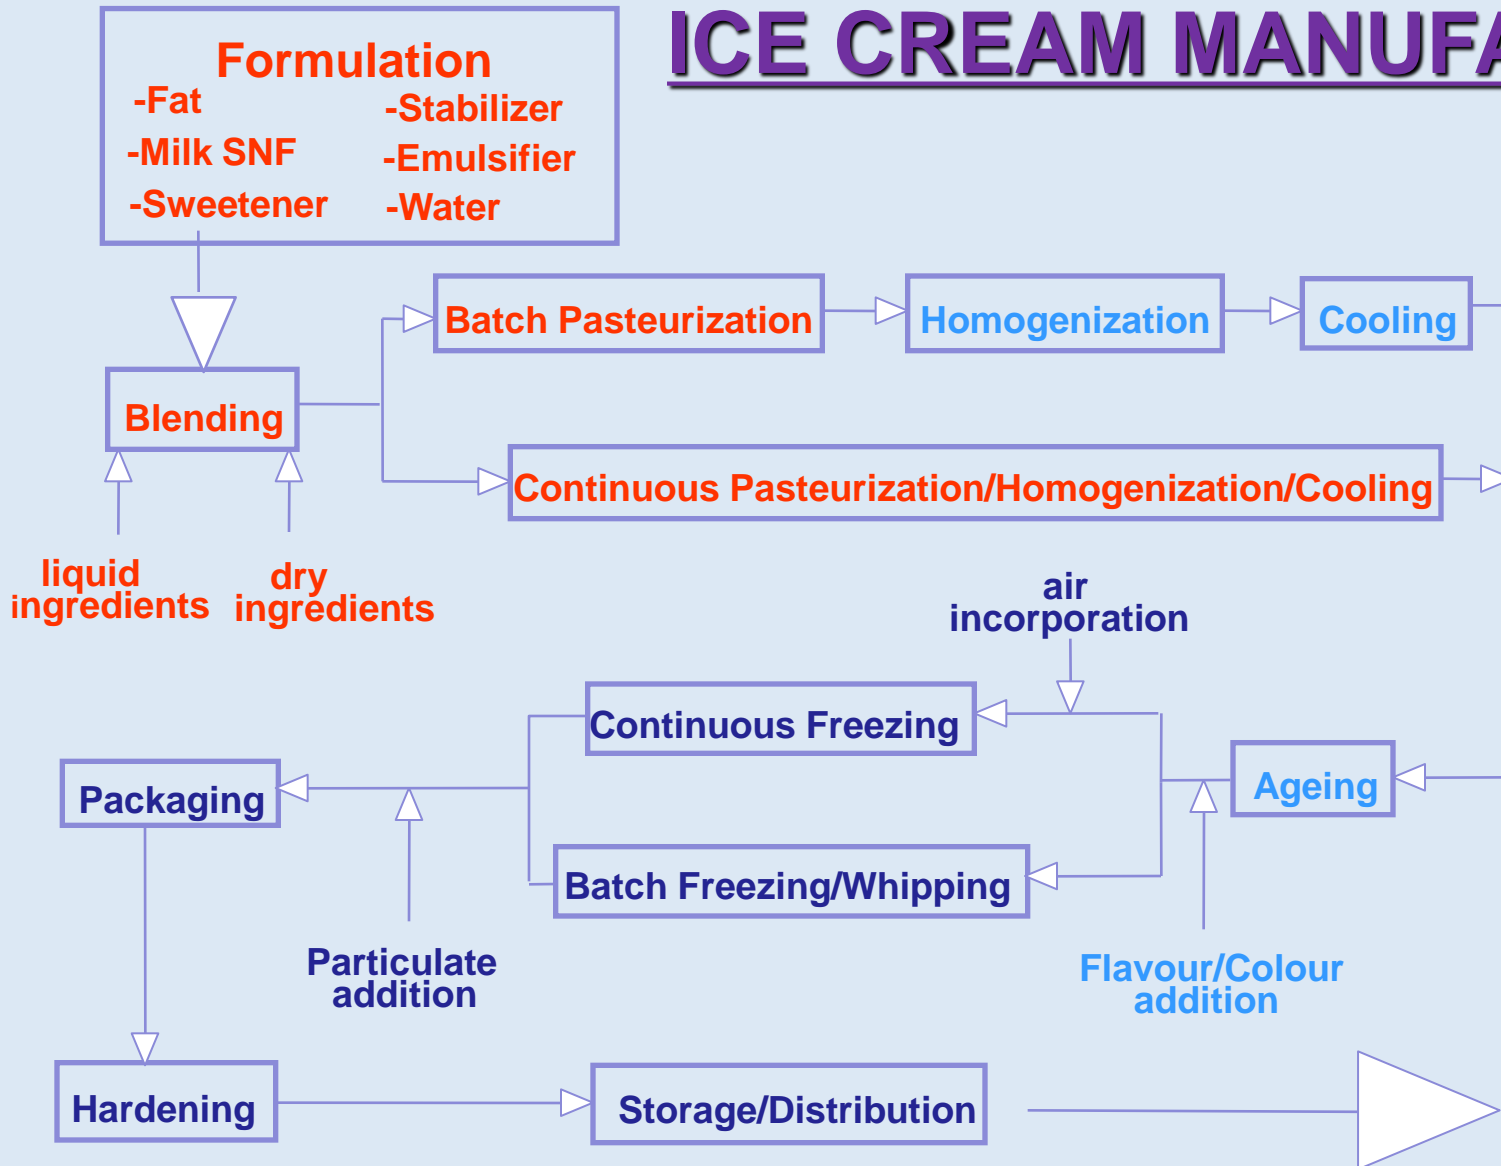 ICE CREAM MANUFA
Formulation
-Fat
-Stabilizer
-Milk SNF
-Emulsifier
-Sweetener
-Water
Batch Pasteurization
Homogenization
Cooling
Blending
Continuous Pasteurization/Homogenization/Cooling
liquid
ingredients
dry
ingredients
air
incorporation
Continuous Freezing
Ageing
Packaging
Batch Freezing/Whipping
Particulate
addition
Flavour/Colour
addition
Hardening
Storage/Distribution